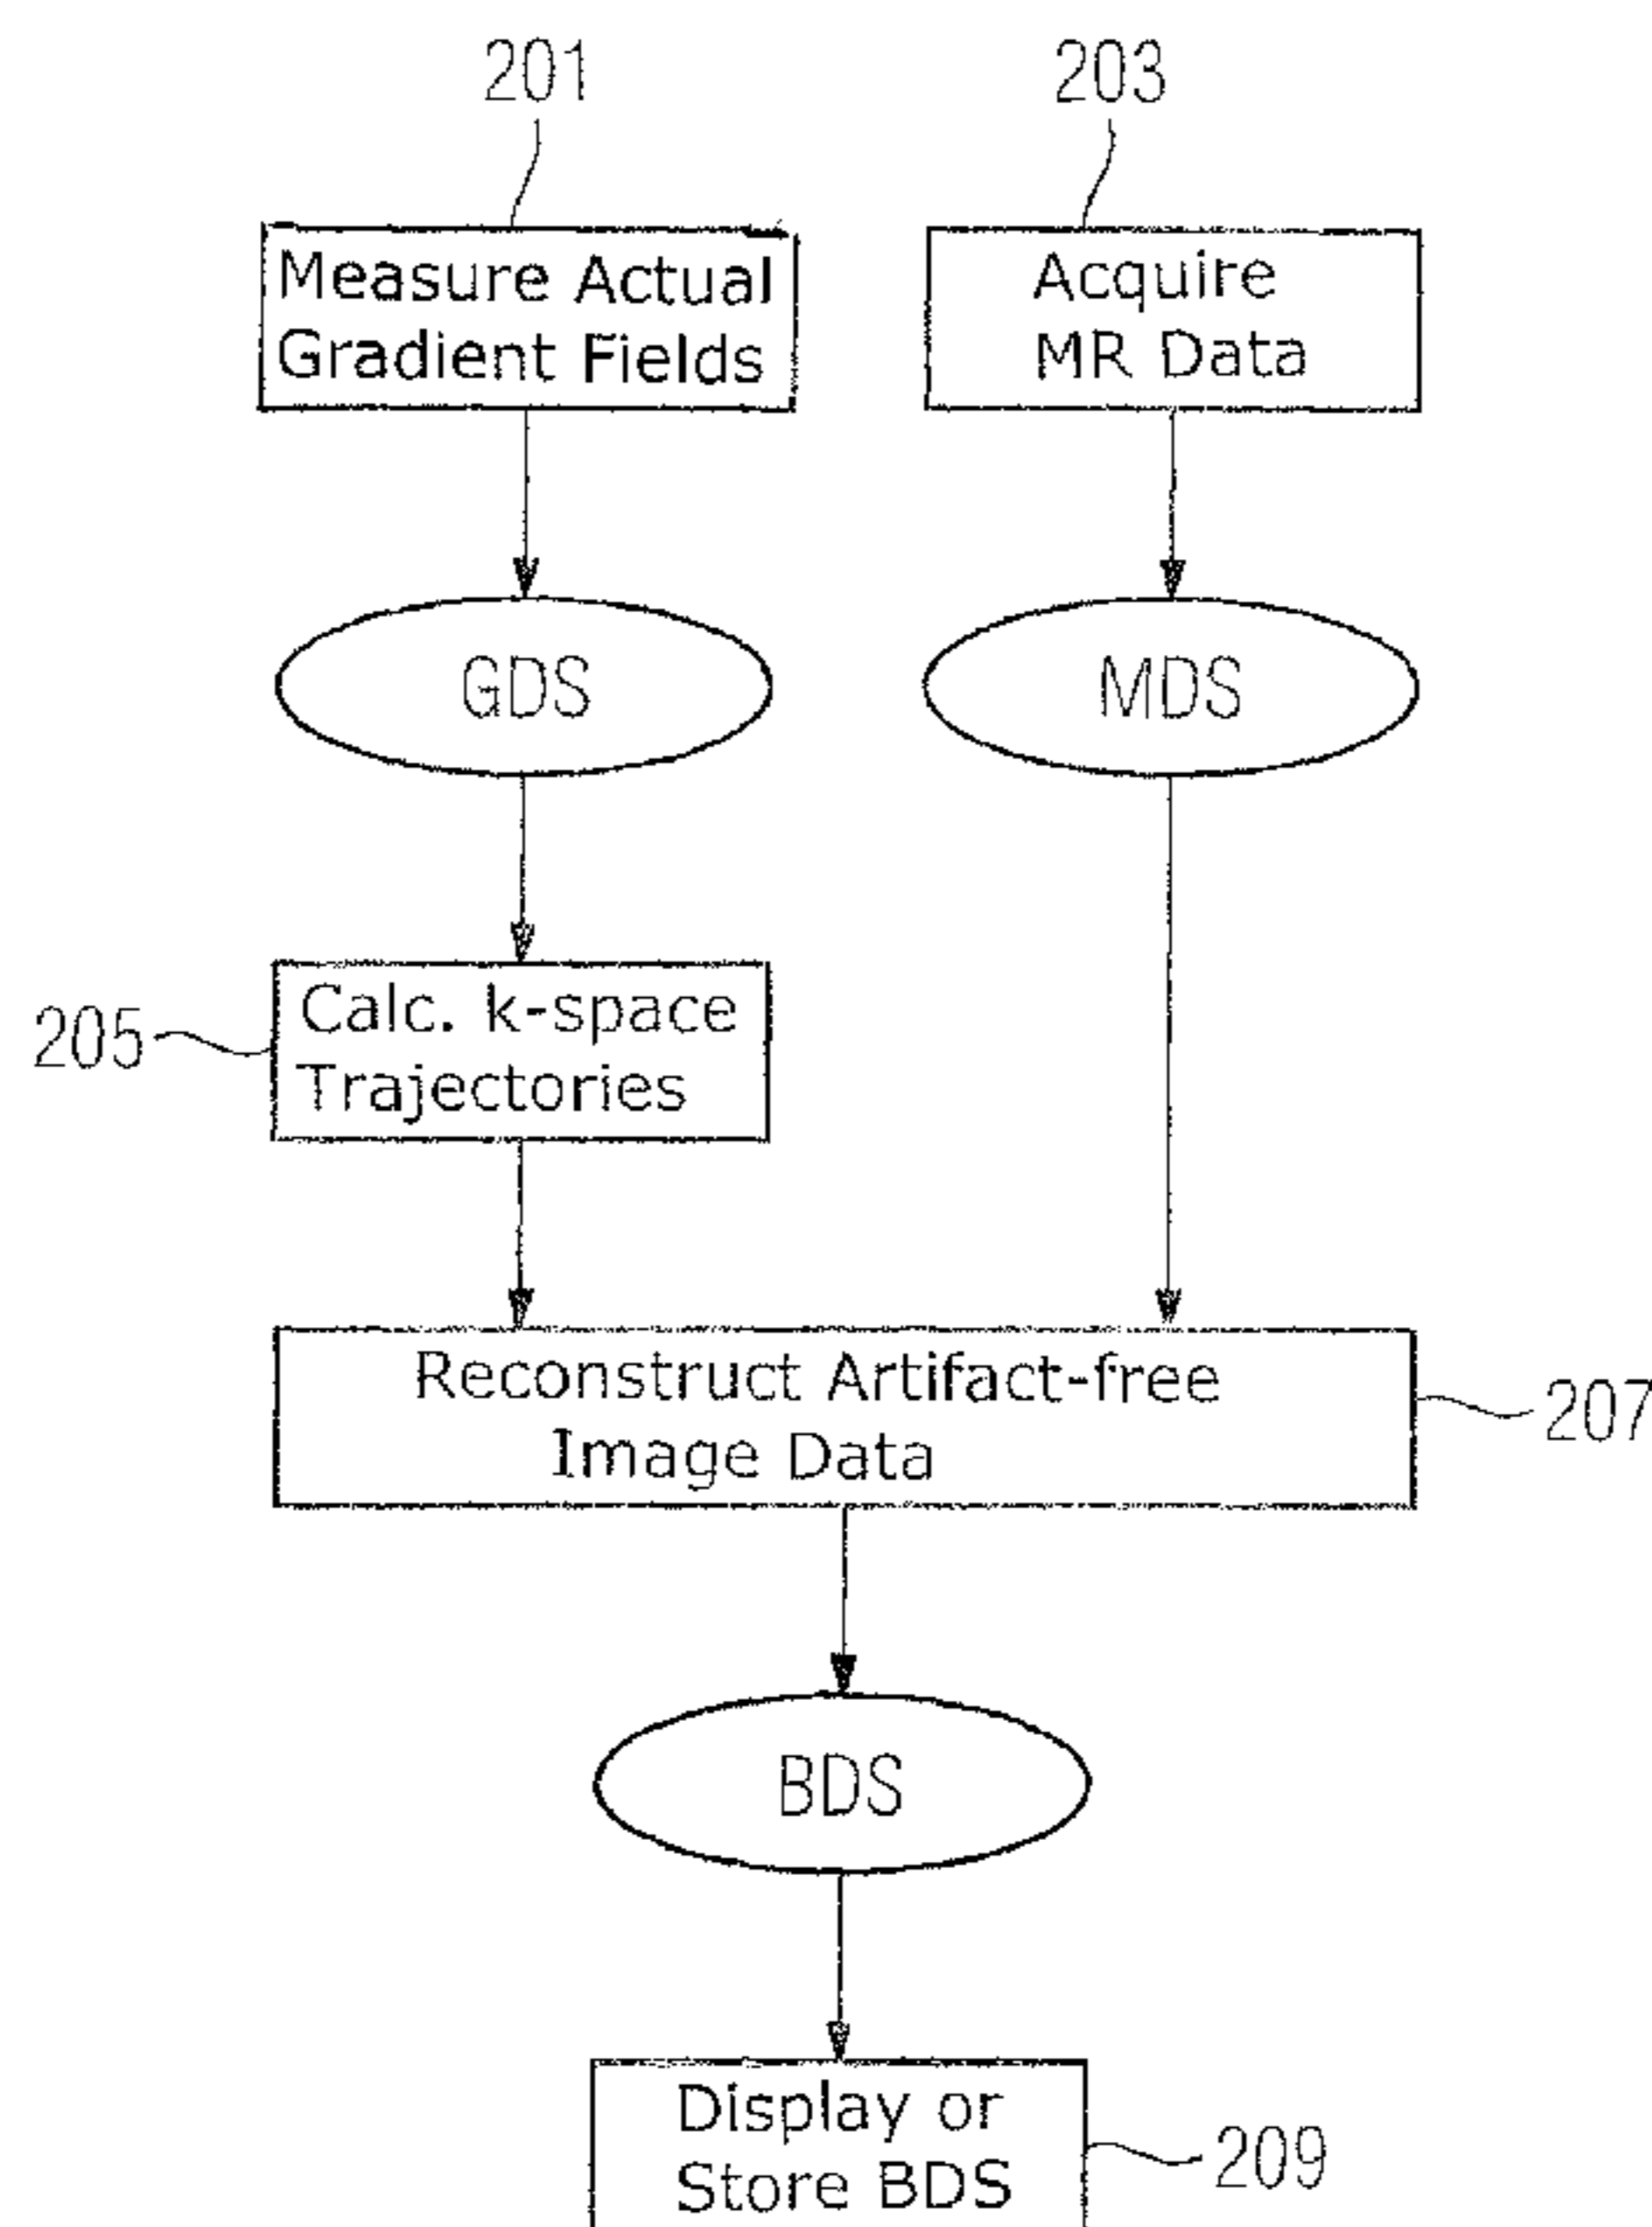 201
203
Measure Actual
Gradient Fields
Acquire
MR Data
GDS
MDS
205
Calc. k-space
Trajectories
Reconstruct Artifact-free
Image Data
207
BDS
Display or
Store BDS
209